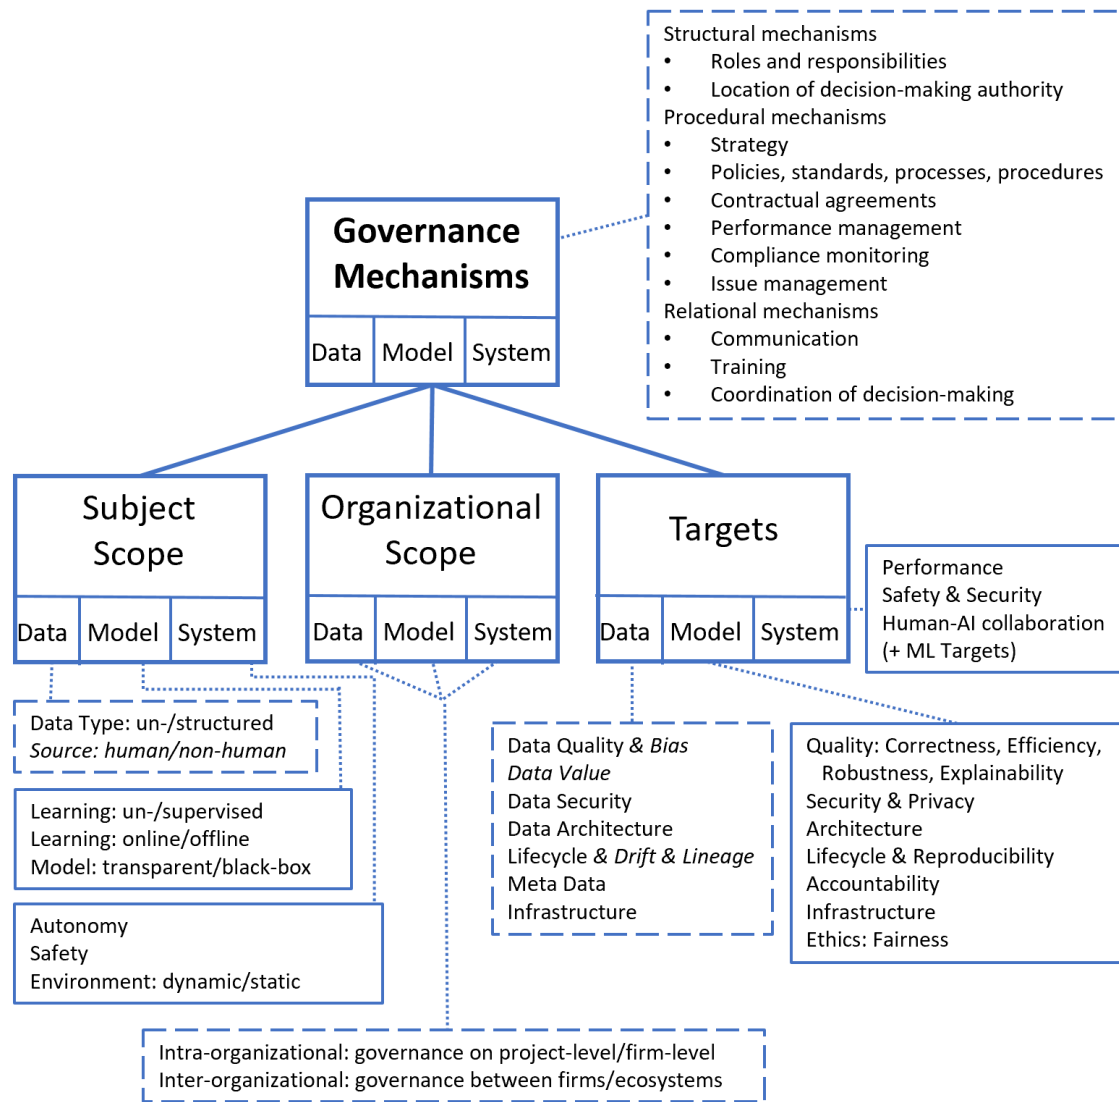 Structural mechanisms
• Roles and responsibilities
• Location of decision-making authority
Procedural mechanisms
• Strategy
• Policies, standards, processes, procedures
• Contractual agreements
• Performance management
• Compliance monitoring
• Issue management
Relational mechanisms
• Communication
• Training
• Coordination of decision-making
Governance
Mechanisms
Data Model System
Subject
Scope
Data Model System
Organizational
Scope
Data Model System
Targets
Data Model System
Performance
Safety & Security
Human-AI collaboration
(+ ML Targets)
Data Type: un-/structured
Source: human/non-human
Learning: un-/supervised
Learning: online/offline
Model: transparent/black-box
Autonomy
Safety
Environment: dynamic/static
Data Quality & Bias
Data Value
Data Security
Data Architecture
Lifecycle & Drift & Lineage
Meta Data
Infrastructure
Quality: Correctness, Efficiency,
Robustness, Explainability
Security & Privacy
Architecture
Lifecycle & Reproducibility
Accountability
Infrastructure
Ethics: Fairness
Intra-organizational: governance on project-level/firm-level
Inter-organizational: governance between firms/ecosystems